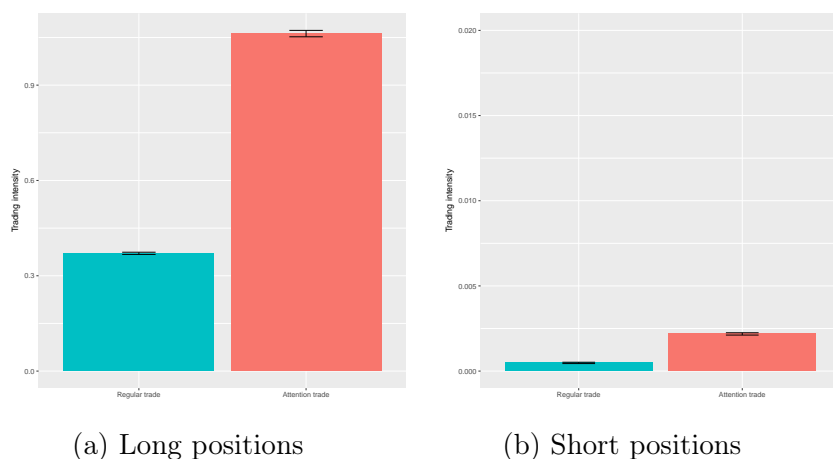 Trading intensity
0.9
0.6
0.3
0.0
Regular trade
Attention trade
(a) Long positions
Trading intensity
0.020
0.015
0.010
0.005
0.000
Regular trade
Attention trade
(b) Short positions